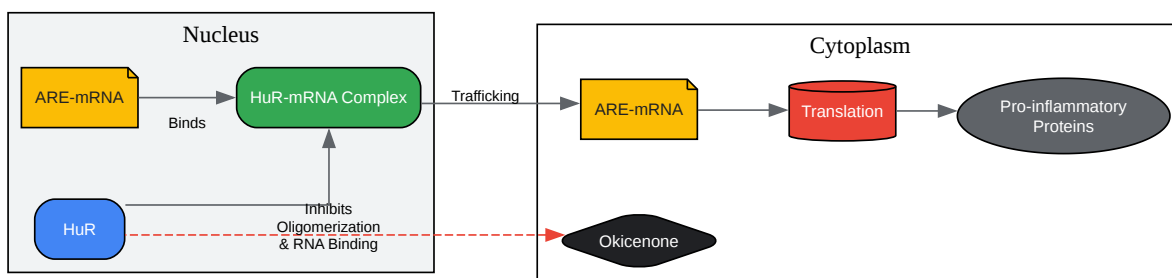 Nucleus
Cytoplasm
ARE-mRNA
Binds
HuR-mRNA Complex
Trafficking
ARE-mRNA
Translation
Pro-inflammatory
Proteins
HuR
Inhibits
Oligomerization
& RNA Binding
Okicenone